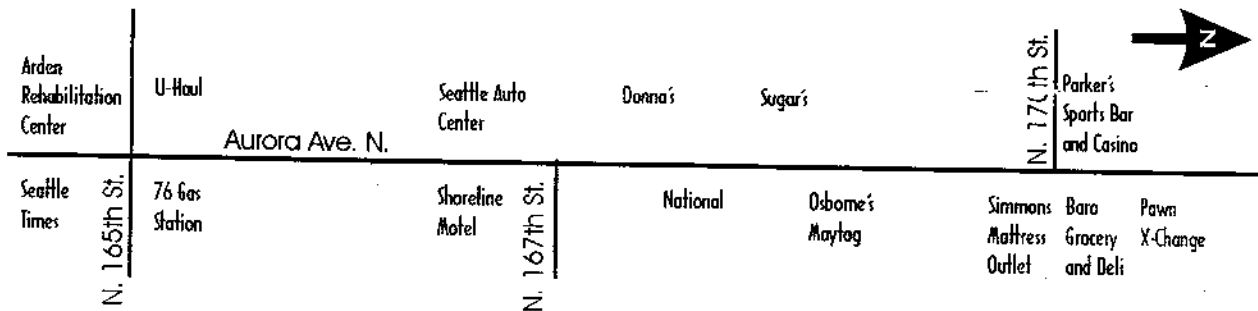 N
Arden
Rehabilitation
Center
U-Haul
Seattle Auto
Center
Donna's
Sugar's
N. 170th St.
Parker's
Sports Bar
and Casino
Aurora Ave. N.
Seattle
Times
N. 165th St.
76 Gas
Station
Shoreline
Motel
N. 167th St.
National
Osborne's
Maytag
Simmons
Mattress
Outlet
Baro
Grocery
and Deli
Pawn
X-Change